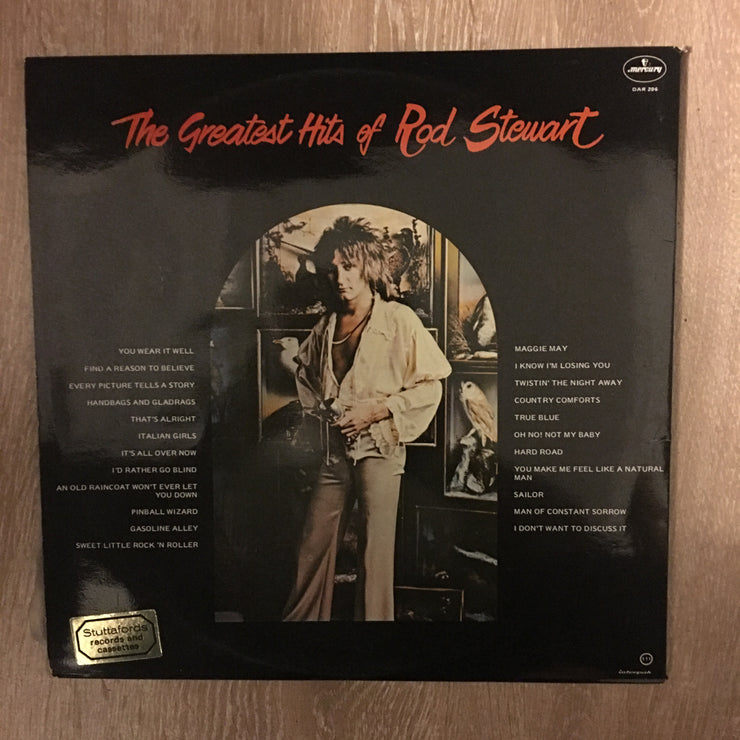 mercury
DAR 206
The Greatest Hits of Rod Stewart
YOU WEAR IT WELL
FIND A REASON TO BELIEVE
EVERY PICTURE TELLS A STORY
HANDBAGS AND GLADRAGS
THAT'S ALRIGHT
ITALIAN GIRLS
IT'S ALL OVER NOW
I'D RATHER GO BLIND
AN OLD RAINCOAT WON'T EVER LET
YOU DOWN
PINBALL WIZARD
GASOLINE ALLEY
SWEET LITTLE ROCK 'N ROLLER
MAGGIE MAY
I KNOW I'M LOSING YOU
TWISTIN' THE NIGHT AWAY
COUNTRY COMFORTS
TRUE BLUE
OH NO! NOT MY BABY
HARD ROAD
YOU MAKE ME FEEL LIKE A NATURAL
MAN
SAILOR
MAN OF CONSTANT SORROW
I DON'T WANT TO DISCUSS IT
Stuttafords
records and
cassettes